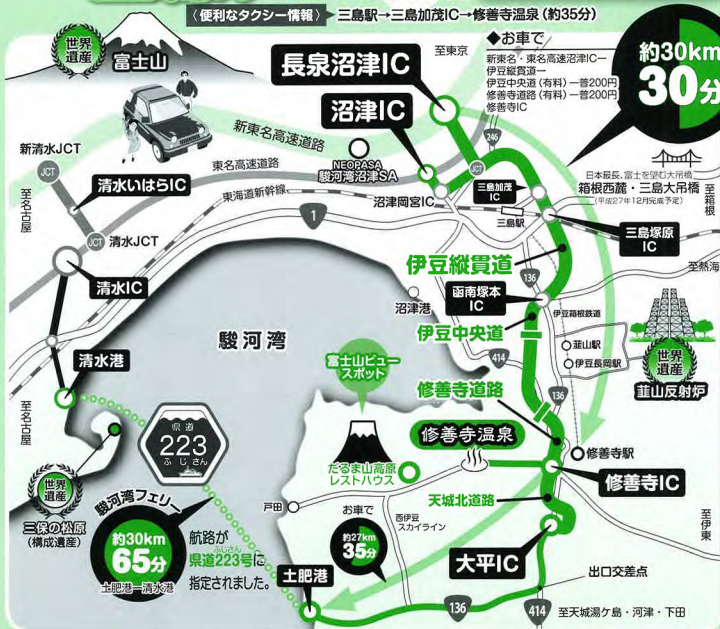 〈便利なタクシー情報〉 三島駅→三島加茂IC→修善寺温泉(約35分)
世界
遺産
富士山
至東京
◆お車で
新東名・東名高速沼津IC―
伊豆縦貫道―
伊豆中央道(有料)―普200円
修善寺道路(有料)―普200円
修善寺IC
約30km
30分
長泉沼津IC
沼津IC
新東名高速道路
NEOPASA
駿河湾沼津SA
東名高速道路
東海道新幹線
新清水JCT
JCT
清水いはらIC
至名古屋
JCT
清水JCT
清水IC
1
沼津岡宮IC
JCT
246
三島加茂
IC
三島駅
日本最長、富士を望む大吊橋
箱根西麓・三島大吊橋
(平成27年12月完成予定)
至箱根
三島塚原
IC
至熱海
伊豆縦貫道
136
函南塚本
IC
沼津港
伊豆中央道
伊豆箱根鉄道
韮山駅
伊豆長岡駅
世界
遺産
韮山反射炉
414
136
駿河湾
清水港
至名古屋
富士山ビュー
スポット
修善寺道路
修善寺温泉
修善寺駅
だるま山高原
レストハウス
修善寺IC
県道
223
ふじさん
世界
遺産
三保の松原
(構成遺産)
駿河湾フェリー
約30km
65分
土肥港―清水港
航路が
ふじさん
県道223号に
指定されました。
戸田
お車で
約27km
35分
西伊豆
スカイライン
天城北道路
大平IC
至伊東
土肥港
出口交差点
136
414
至天城湯ケ島・河津・下田